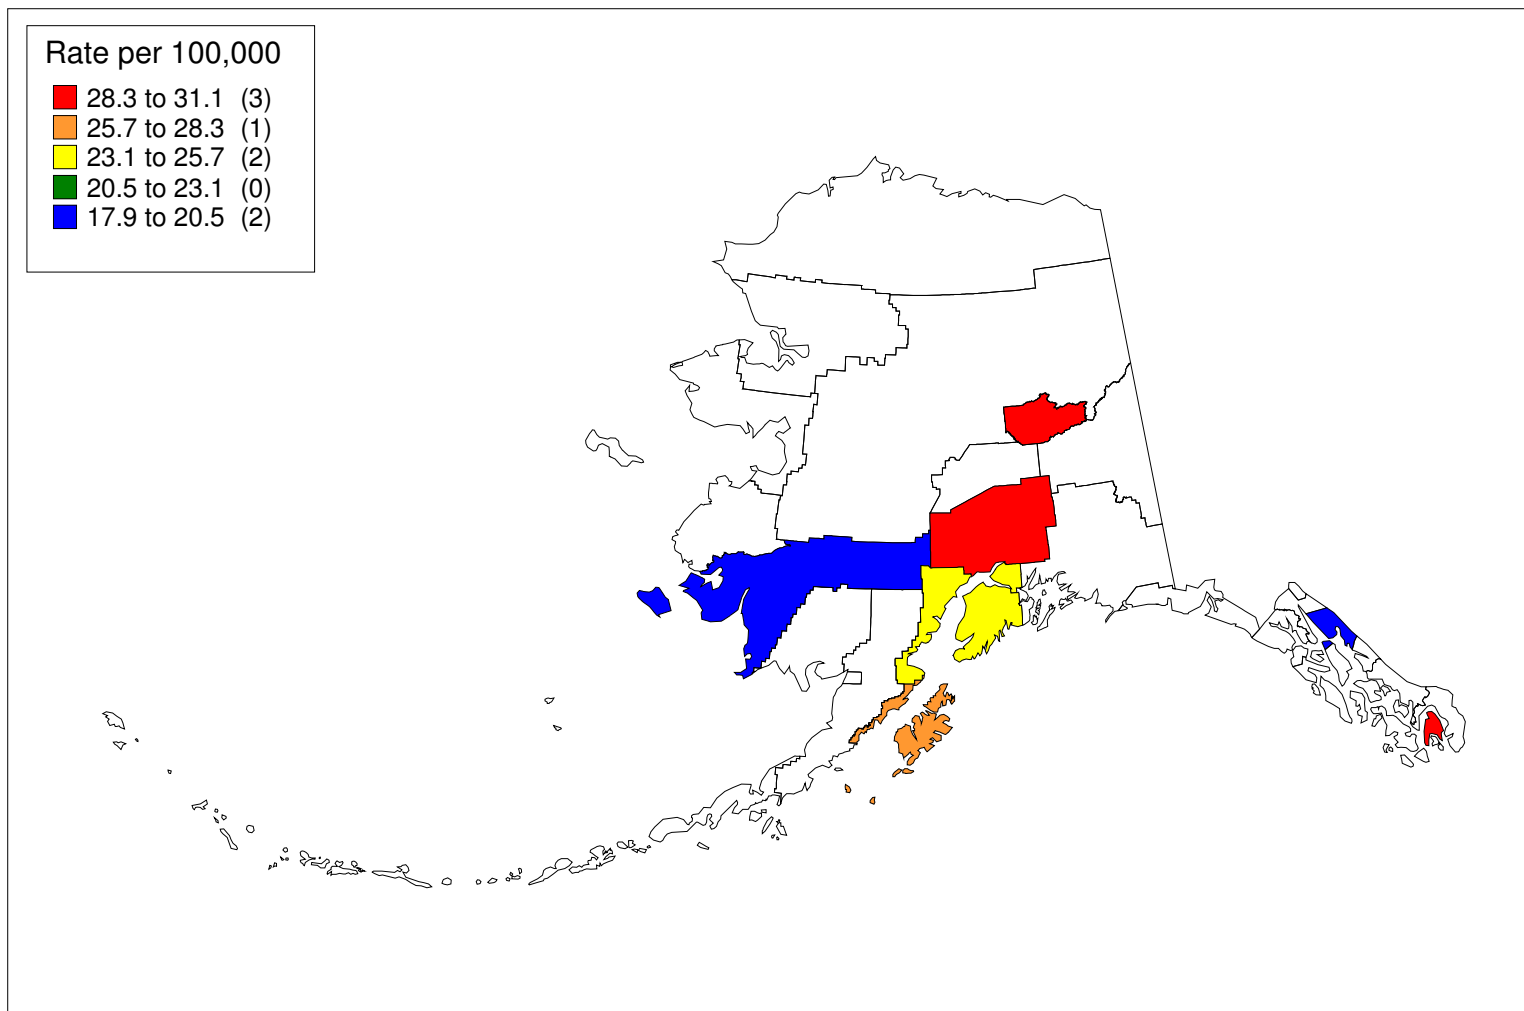 Rate per 100,000
28.3 to 31.1 (3)
25.7 to 28.3 (1)
23.1 to 25.7 (2)
20.5 to 23.1 (0)
17.9 to 20.5 (2)